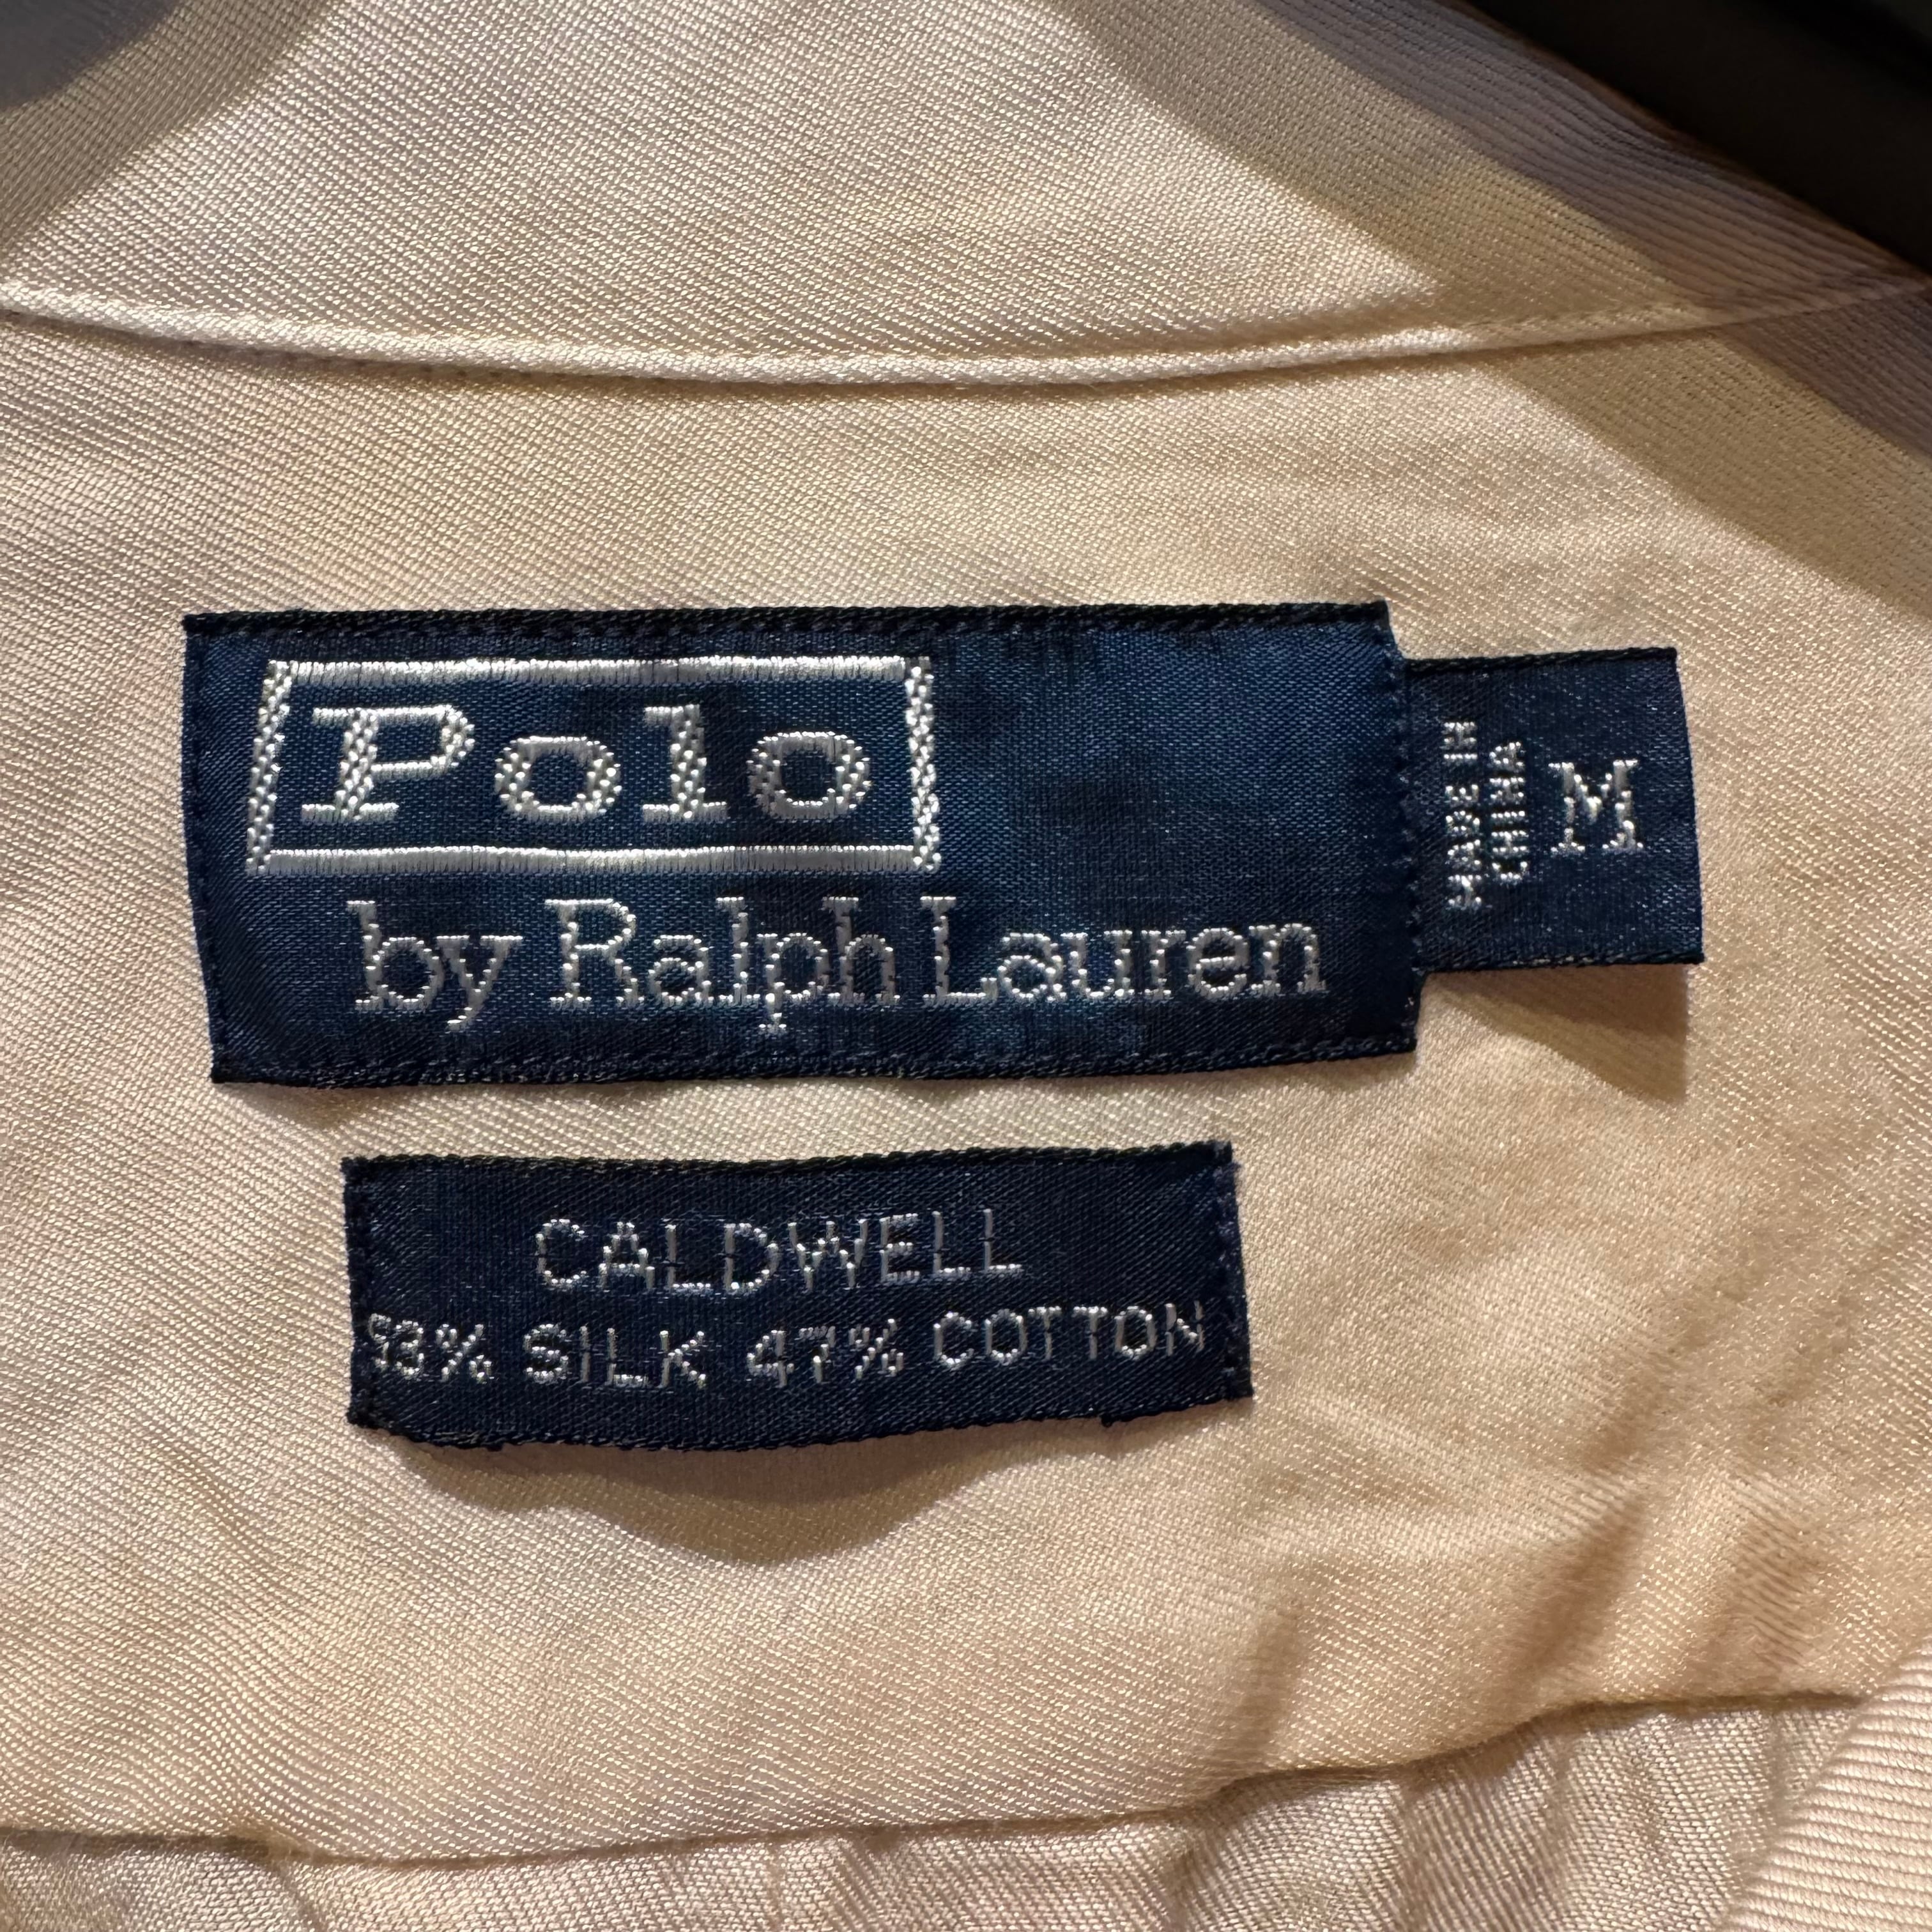 Polo
by Ralph Lauren
MADE IN
CHINA
M
CALDWELL
53% SILK 47% COTTON